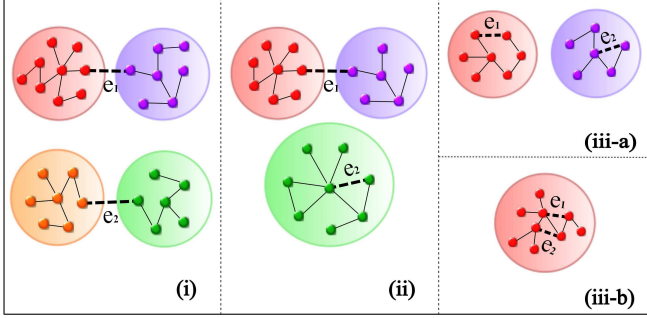 e₁
e₂
(i)
e₁
e₂
(ii)
e₁
e₂
(iii-a)
e₁
e₂
(iii-b)